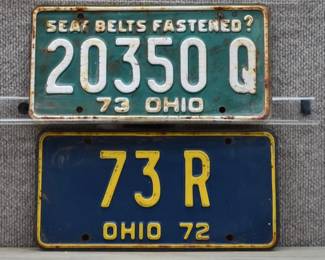 SEAT BELTS FASTENED?
20350 Q
73 OHIO
73 R
OHIO 72